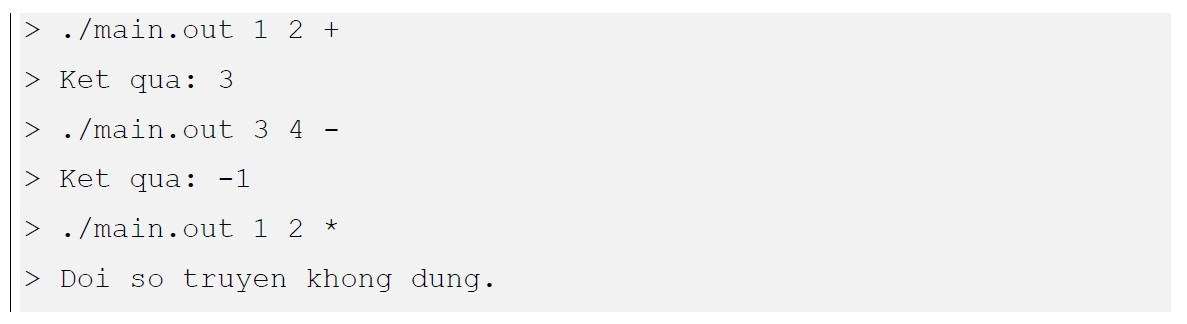 > ./main.out 1 2 +
> Ket qua: 3
> ./main.out 3 4 -
> Ket qua: -1
> ./main.out 1 2 *
> Doi so truyen khong dung.